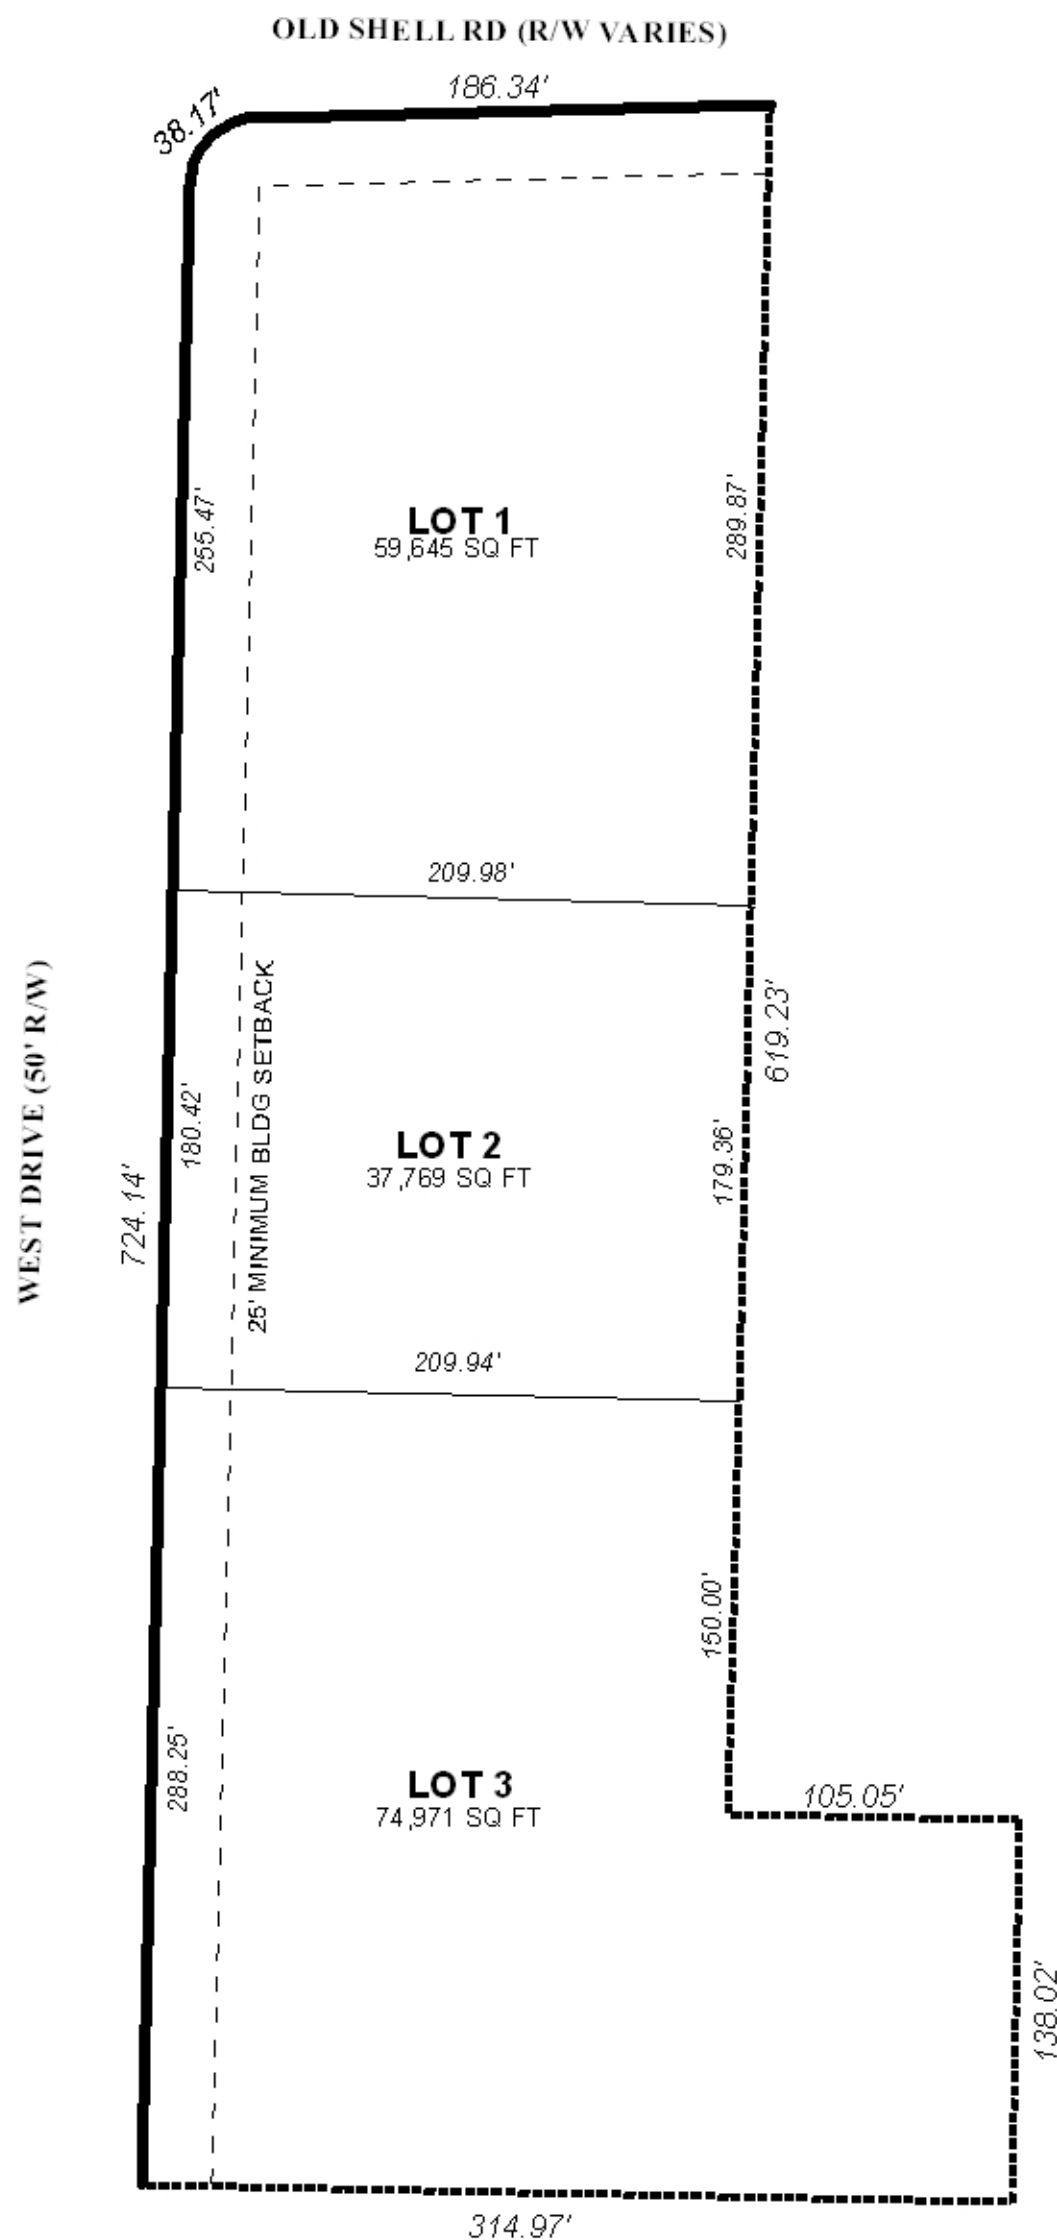 OLD SHELL RD (R/W VARIES)
186.34'
38.17'
255.47'
LOT 1
59,645 SQ FT
289.87'
209.98'
WEST DRIVE (50' R/W)
724.14'
180.42'
25' MINIMUM BLDG SETBACK
LOT 2
37,769 SQ FT
179.36'
619.23'
209.94'
150.00'
288.25'
LOT 3
74,971 SQ FT
105.05'
138.02'
314.97'